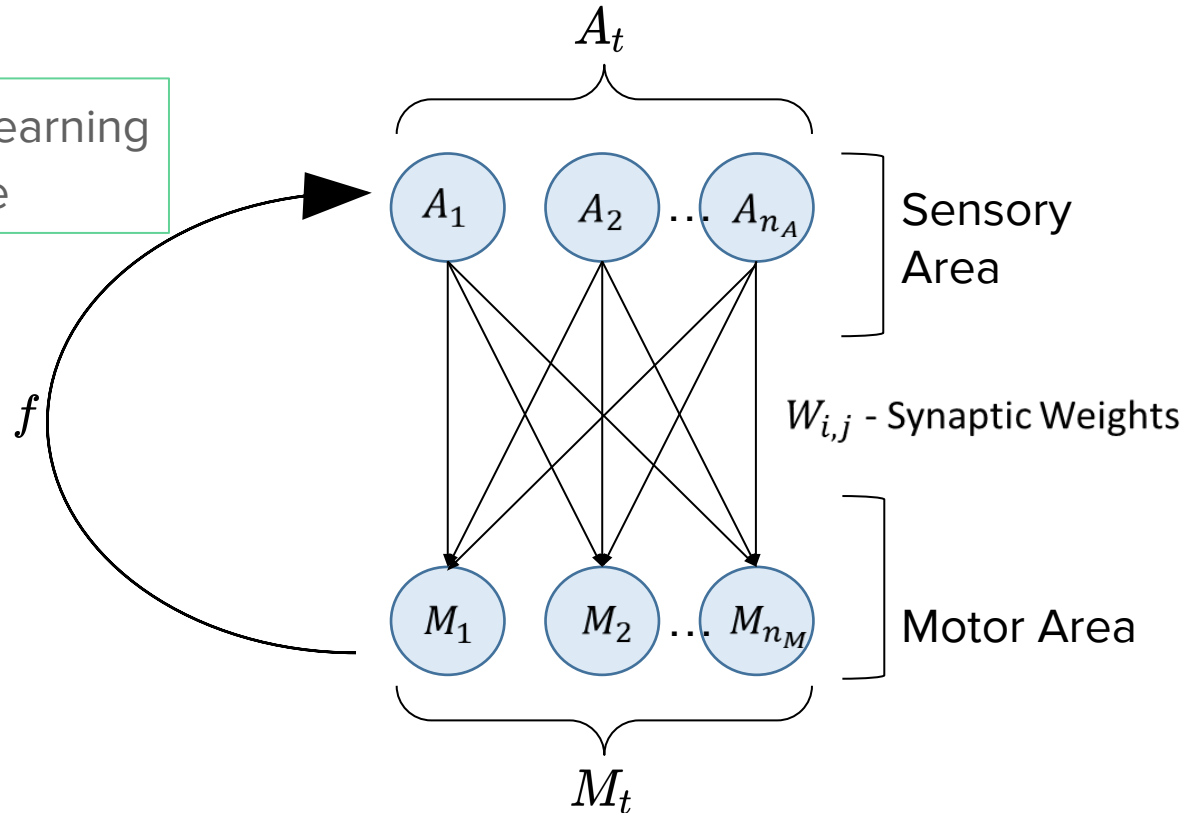 A_t
earning
e
A_1 A_2 ... A_{n_A}
Sensory
Area
f
W_{i,j} - Synaptic Weights
M_1 M_2 ... M_{n_M}
Motor Area
M_t